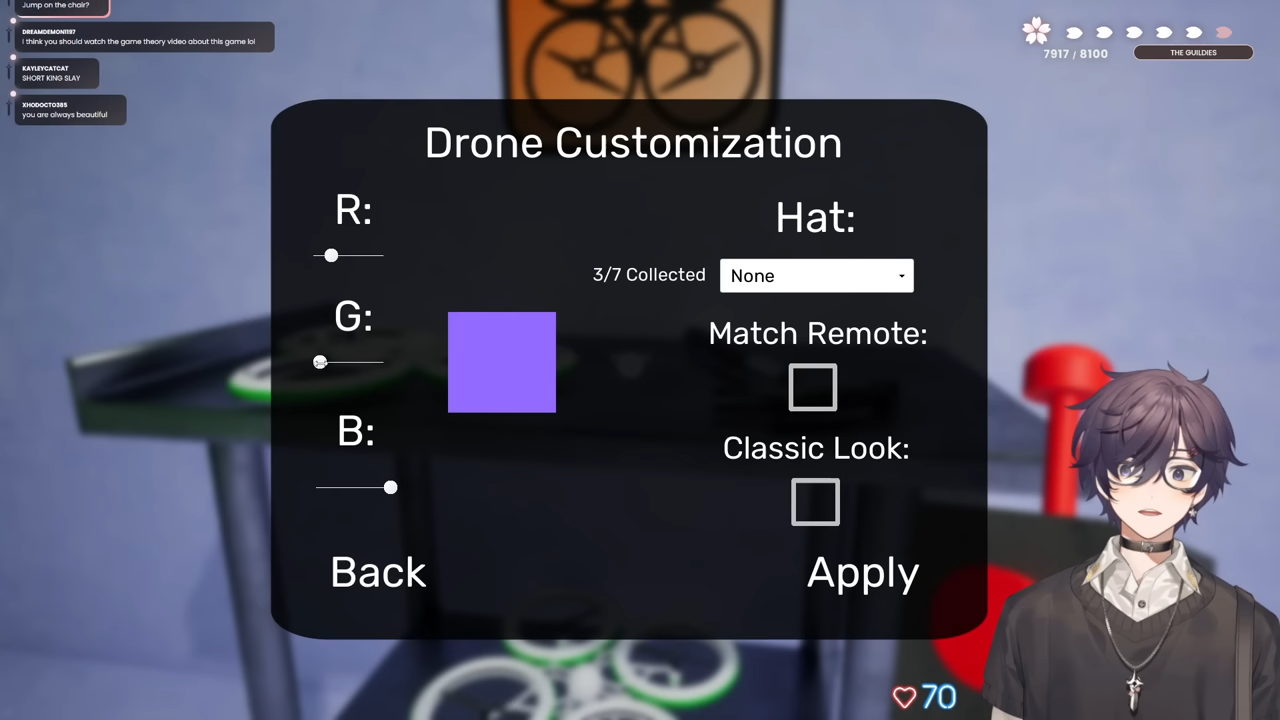 Jump on the chair?
DREAMDEMON1197
I think you should watch the game theory video about this game lol
KAYLEYCATCAT
SHORT KING SLAY
XHODOCTO385
you are always beautiful
7917 / 8100
THE GUILDIES
Drone Customization
R:
Hat:
3/7 Collected
None
G:
Match Remote:
B:
Classic Look:
Back
Apply
70